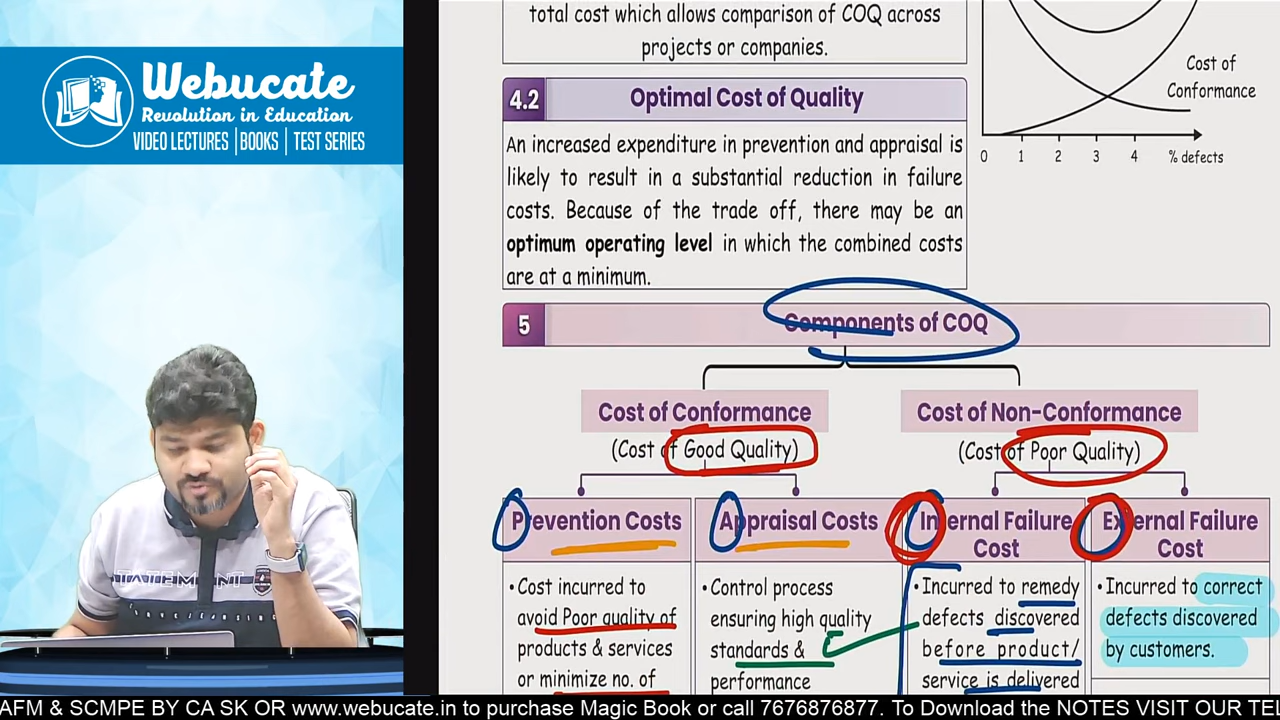 Webucate
Revolution in Education
VIDEO LECTURES | BOOKS | TEST SERIES
STATEMENT
total cost which allows comparison of COQ across
projects or companies.
4.2 Optimal Cost of Quality
An increased expenditure in prevention and appraisal is
likely to result in a substantial reduction in failure
costs. Because of the trade off, there may be an
optimum operating level in which the combined costs
are at a minimum.
Cost of
Conformance
0 1 2 3 4 % defects
5 Components of COQ
Cost of Conformance
(Cost of Good Quality)
Cost of Non-Conformance
(Cost of Poor Quality)
Prevention Costs
• Cost incurred to
avoid Poor quality of
products & services
or minimize no. of
Appraisal Costs
• Control process
ensuring high quality
standards &
performance
Internal Failure
Cost
• Incurred to remedy
defects discovered
before product/
service is delivered
External Failure
Cost
• Incurred to correct
defects discovered
by customers.
AFM & SCMPE BY CA SK OR www.webucate.in to purchase Magic Book or call 7676876877. To Download the NOTES VISIT OUR TEL